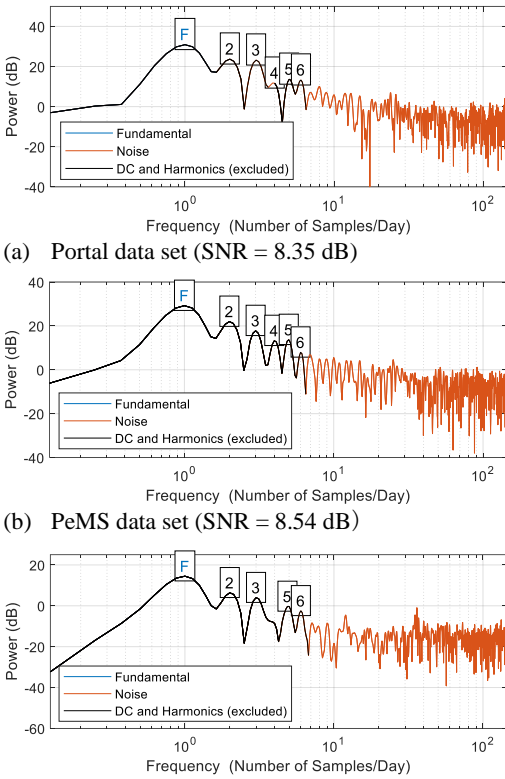 40
20
0
-20
-40
Power (dB)
F
2
3
4
5
6
Fundamental
Noise
DC and Harmonics (excluded)
10^0
10^1
10^2
Frequency (Number of Samples/Day)
(a) Portal data set (SNR = 8.35 dB)
40
20
0
-20
-40
Power (dB)
F
2
3
4
5
6
Fundamental
Noise
DC and Harmonics (excluded)
10^0
10^1
10^2
Frequency (Number of Samples/Day)
(b) PeMS data set (SNR = 8.54 dB)
20
0
-20
-40
-60
Power (dB)
F
2
3
5
6
Fundamental
Noise
DC and Harmonics (excluded)
10^0
10^1
10^2
Frequency (Number of Samples/Day)